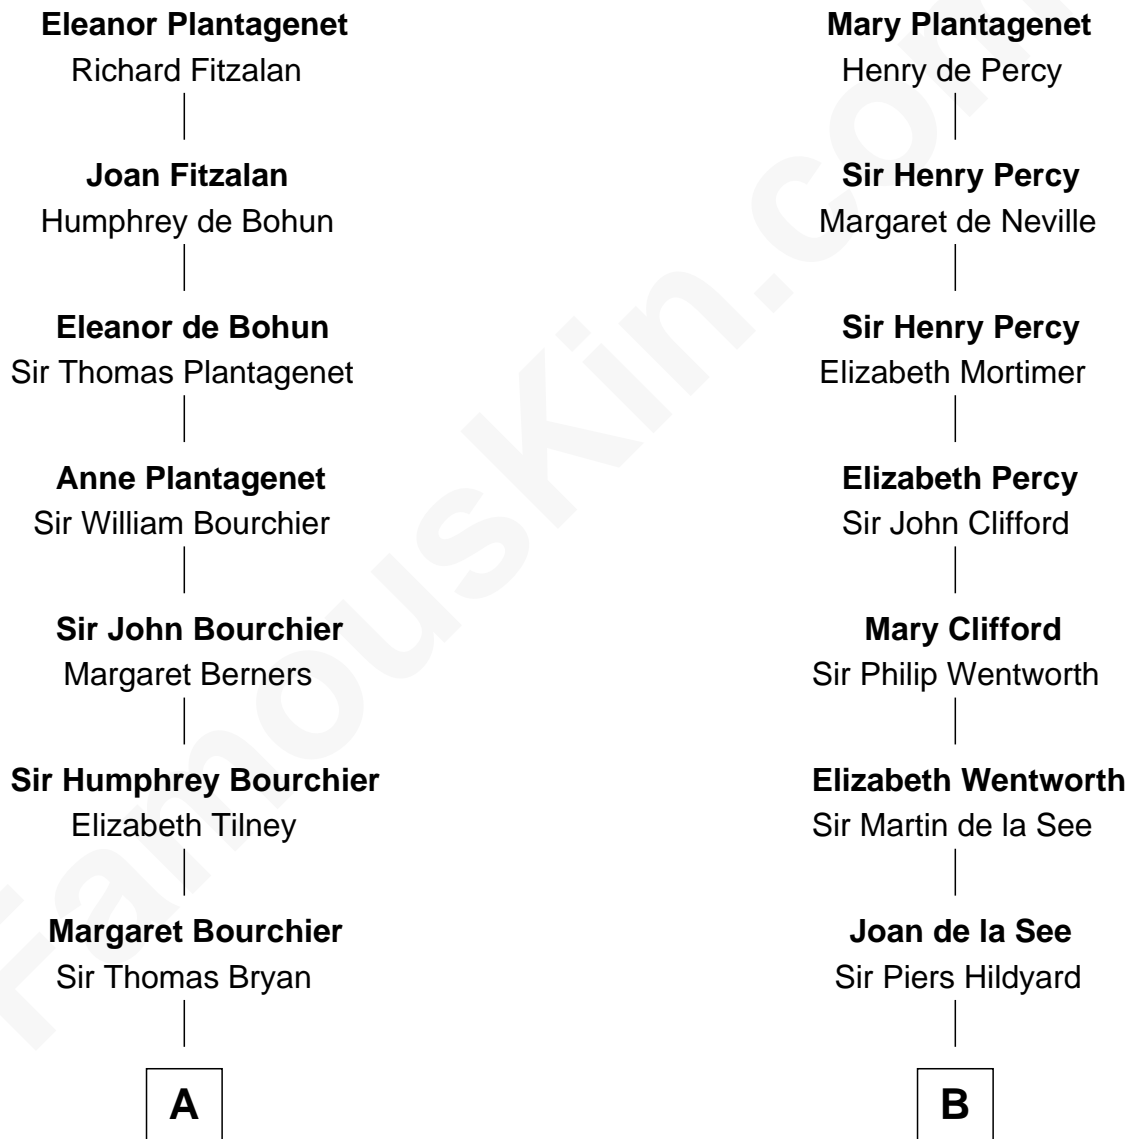 Eleanor Plantagenet
Richard Fitzalan
Joan Fitzalan
Humphrey de Bohun
Eleanor de Bohun
Sir Thomas Plantagenet
Anne Plantagenet
Sir William Bourchier
Sir John Bourchier
Margaret Berners
Sir Humphrey Bourchier
Elizabeth Tilney
Margaret Bourchier
Sir Thomas Bryan
A
Mary Plantagenet
Henry de Percy
Sir Henry Percy
Margaret de Neville
Sir Henry Percy
Elizabeth Mortimer
Elizabeth Percy
Sir John Clifford
Mary Clifford
Sir Philip Wentworth
Elizabeth Wentworth
Sir Martin de la See
Joan de la See
Sir Piers Hildyard
B
FamousKin.com